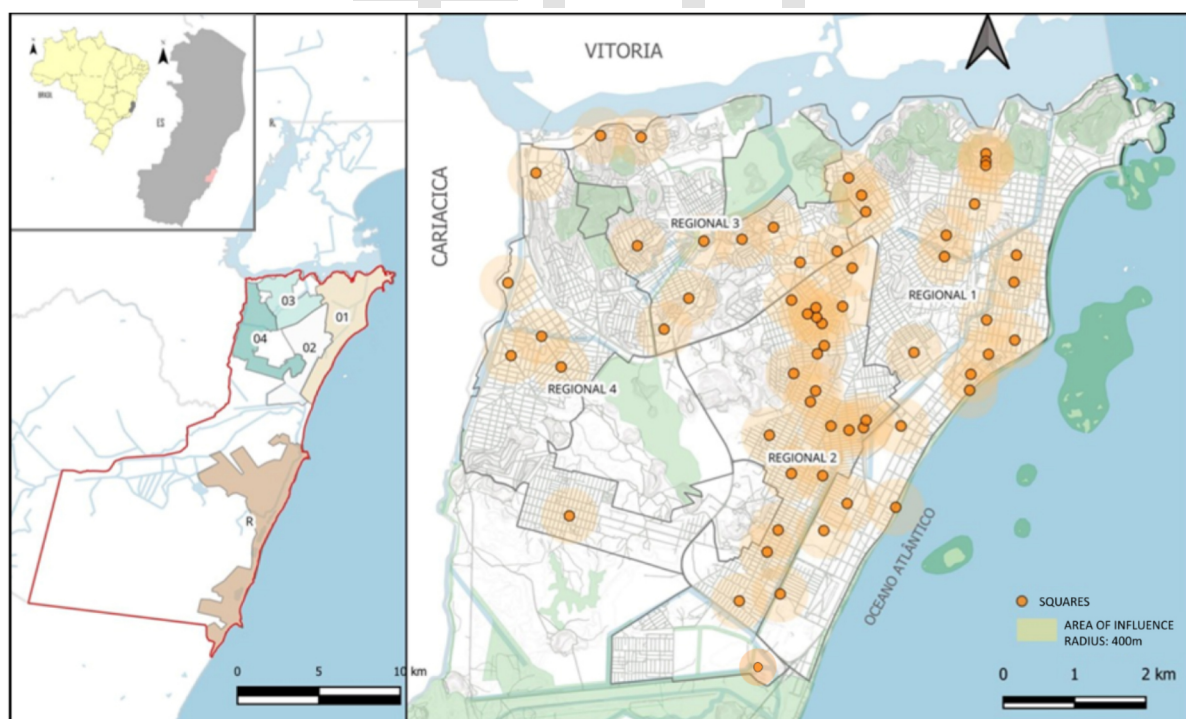 N
N
BRASIL
ES
R.
03
01
04
02
R
0
5
10 km
VITORIA
CARIACICA
REGIONAL 3
REGIONAL 1
REGIONAL 4
REGIONAL 2
OCEANO ATLÂNTICO
SQUARES
AREA OF INFLUENCE
RADIUS: 400m
0
1
2 km